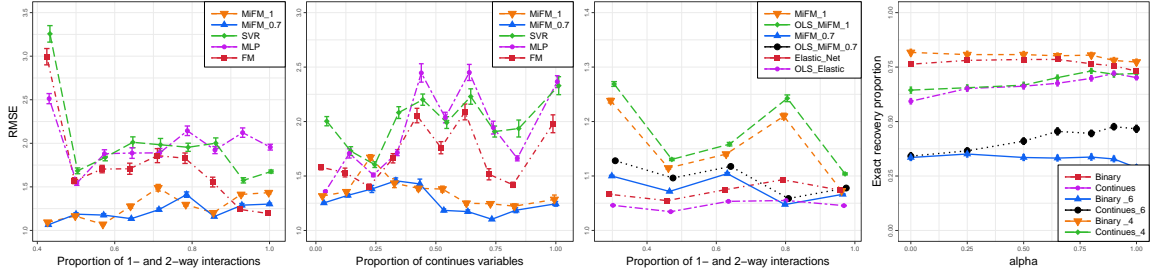 RMSE
3.5
3.0
2.5
2.0
1.5
1.0
0.4
0.6
0.8
1.0
Proportion of 1− and 2−way interactions
MiFM_1
MiFM_0.7
SVR
MLP
FM
3.0
2.5
2.0
1.5
1.0
0.00
0.25
0.50
0.75
1.00
Proportion of continues variables
MiFM_1
MiFM_0.7
SVR
MLP
FM
1.4
1.3
1.2
1.1
1.0
0.4
0.6
0.8
Proportion of 1− and 2−way interactions
MiFM_1
OLS_MiFM_1
MiFM_0.7
OLS_MiFM_0.7
Elastic_Net
OLS_Elastic
Exact recovery proportion
1.00
0.75
0.50
0.25
0.00
0.00
0.25
0.50
0.75
1.00
alpha
Binary
Continues
Binary _6
Continues_6
Binary _4
Continues_4